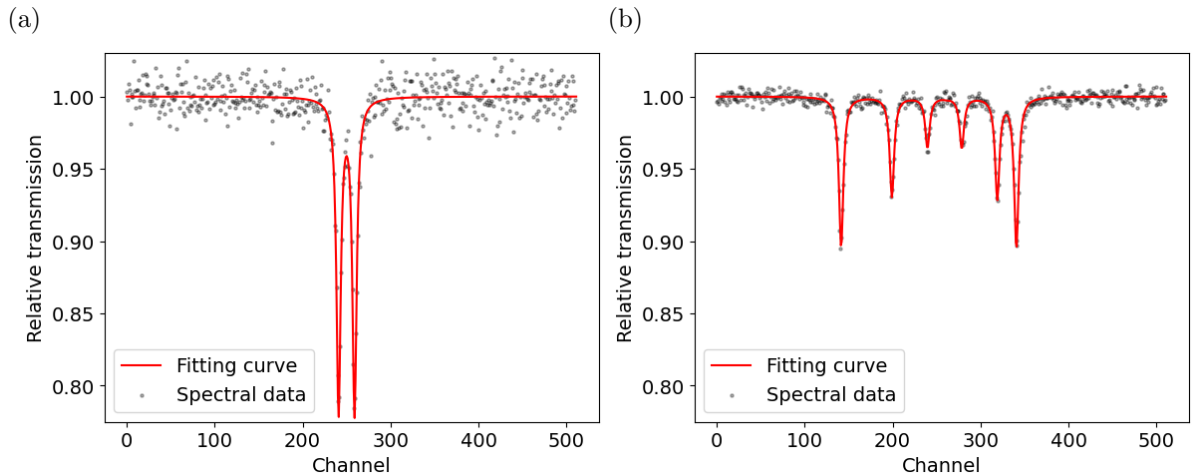 (a)
Relative transmission
1.00
0.95
0.90
0.85
0.80
Fitting curve
Spectral data
0 100 200 300 400 500
Channel
(b)
Relative transmission
1.00
0.95
0.90
0.85
0.80
Fitting curve
Spectral data
0 100 200 300 400 500
Channel